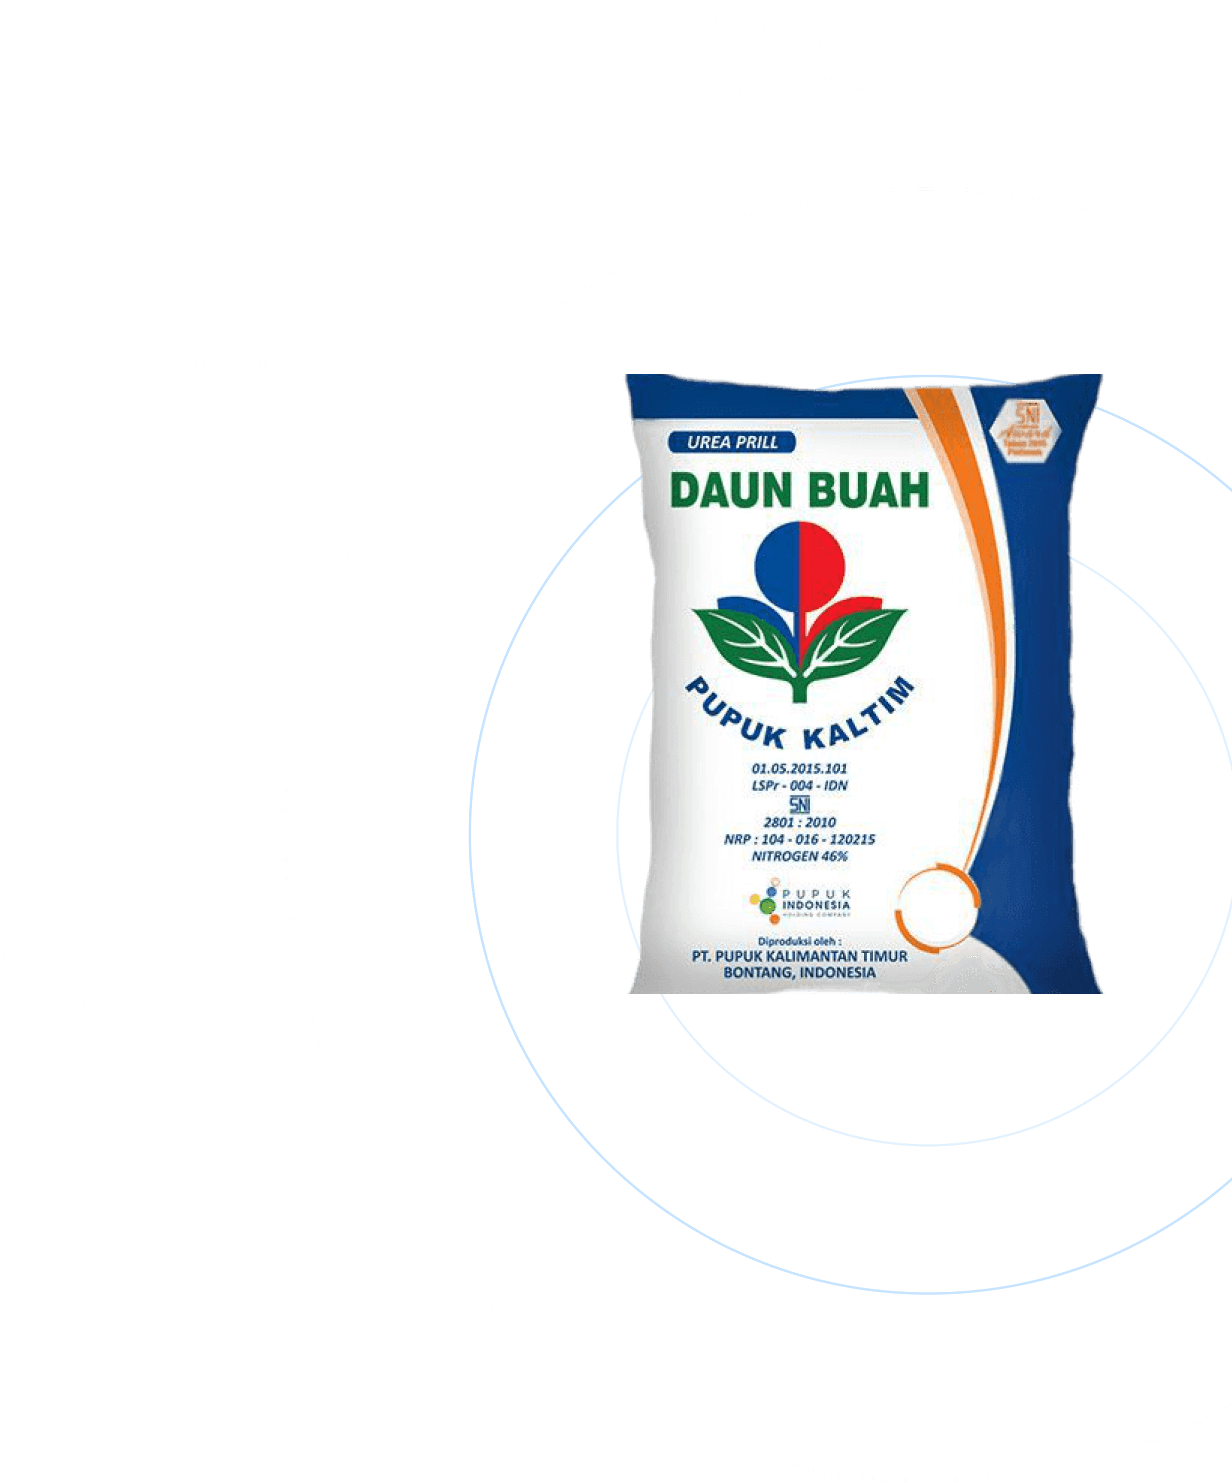 SNI
Award
UREA PRILL
DAUN BUAH
PUPUK KALTIM
01.05.2015.101
LSPr - 004 - IDN
SNI
2801 : 2010
NRP : 104 - 016 - 120215
NITROGEN 46%
PUPUK
INDONESIA
HOLDING COMPANY
Diproduksi oleh :
PT. PUPUK KALIMANTAN TIMUR
BONTANG, INDONESIA